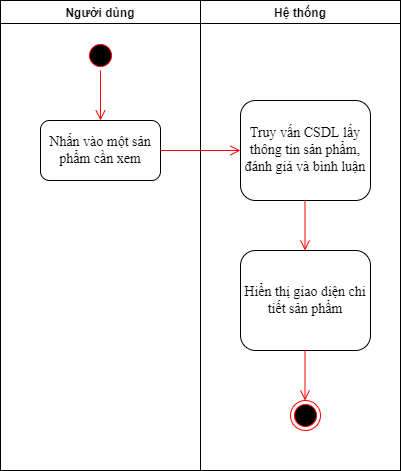 Người dùng
Hệ thống
Nhấn vào một sản
phẩm cần xem
Truy vấn CSDL lấy
thông tin sản phẩm,
đánh giá và bình luận
Hiển thị giao diện chi
tiết sản phẩm